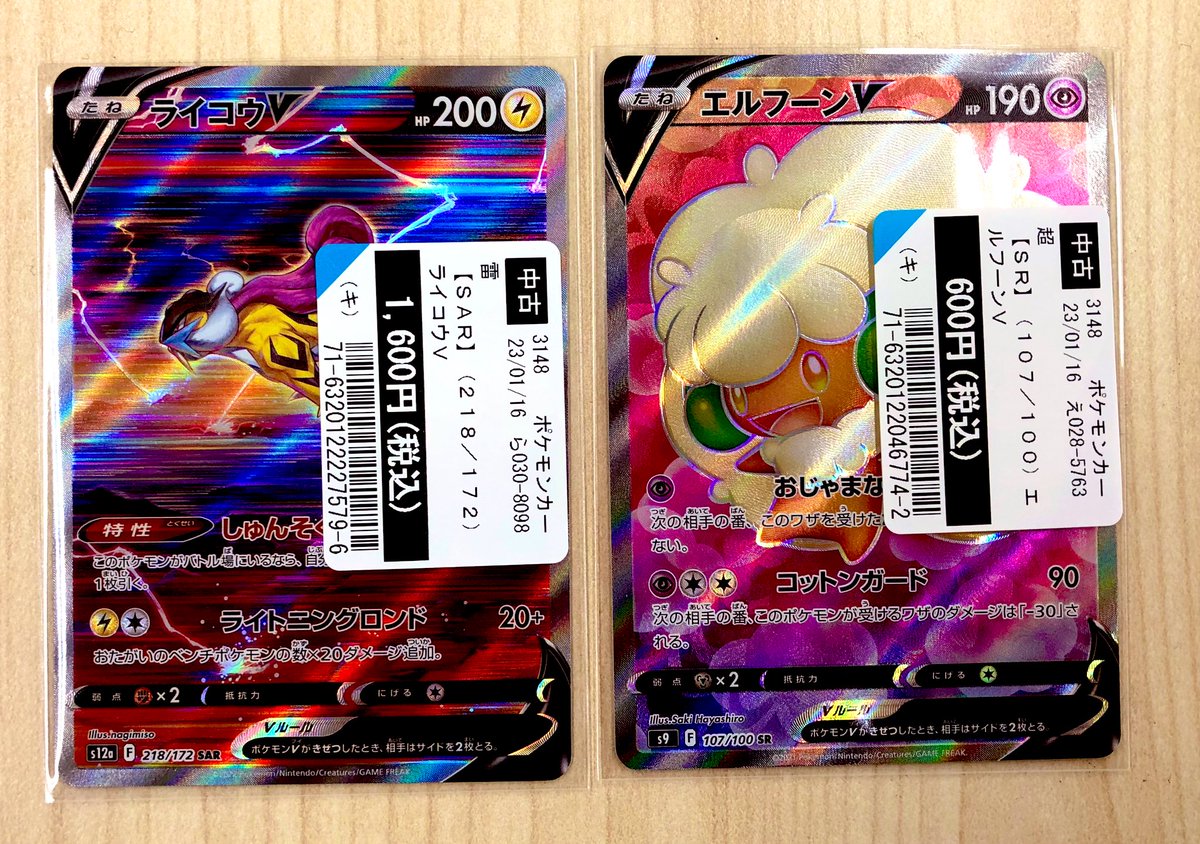 たね
ライコウV
HP 200
中古
3148 ポケモンカー
23/01/16 ら030-8098
雷
【SAR】(218/172)
ライコウV
1,600円(税込)
(キ)
71-6320122227579-6
特性
とくせい
しゅんそく
このポケモンがバトル場にいるなら、自
1枚引く。
ライトニングロンド 20+
おたがいのベンチポケモンの数×20ダメージ追加。
弱点 ×2 抵抗力 にげる
Illus.nagimiso
Vルール
ポケモンVがきぜつしたとき、相手はサイドを2枚とる。
s12a F 218/172 SAR
Pokémon/Nintendo/Creatures/GAME FREAK.
たね
エルフーンV
HP 190
中古
3148 ポケモンカー
23/01/16 え028-5763
超
【SR】(107/100)エ
ルフーンV
600円(税込)
(キ)
71-6320122046774-2
おじゃまな
次の相手の番、このワザを受けた
ない。
コットンガード 90
次の相手の番、このポケモンが受けるワザのダメージは「-30」さ
れる。
弱点 ×2 抵抗力 にげる
Illus.Saki Hayashiro
Vルール
ポケモンVがきぜつしたとき、相手はサイドを2枚とる。
s9 F 107/100 SR
©2021 Pokémon/Nintendo/Creatures/GAME FREAK.